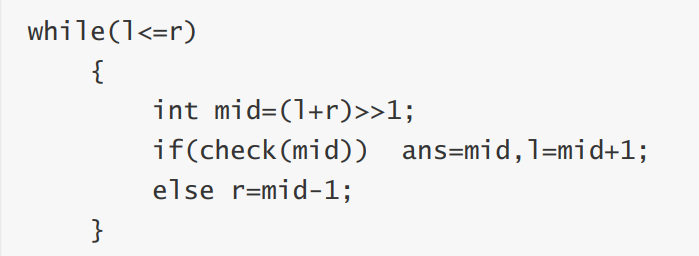 while(l<=r)
    {
        int mid=(l+r)>>1;
        if(check(mid))  ans=mid,l=mid+1;
        else r=mid-1;
    }